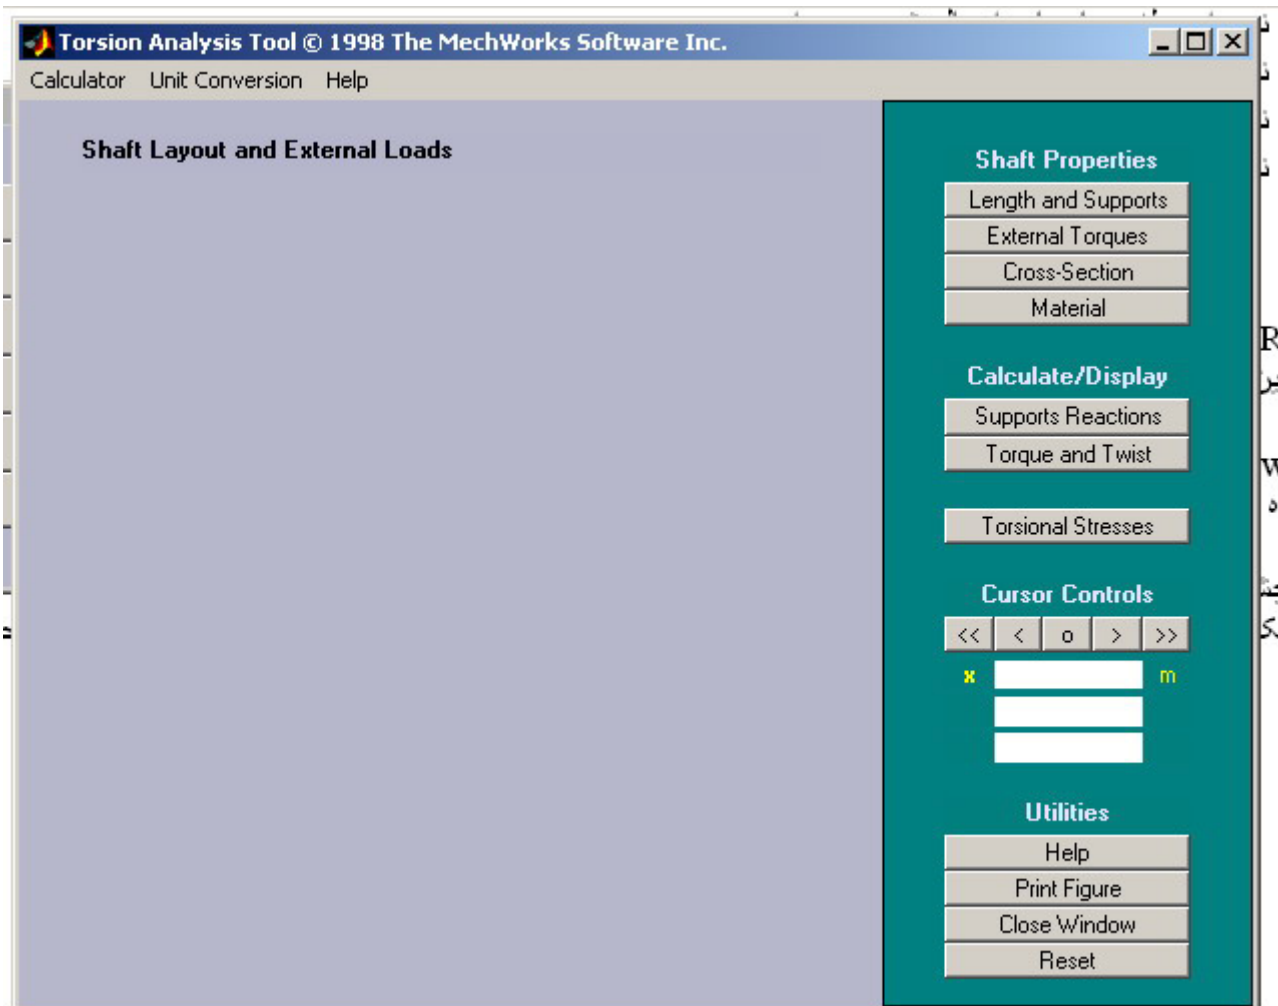 Torsion Analysis Tool © 1998 The MechWorks Software Inc.
Calculator Unit Conversion Help
Shaft Layout and External Loads
Shaft Properties
Length and Supports
External Torques
Cross-Section
Material
Calculate/Display
Supports Reactions
Torque and Twist
Torsional Stresses
Cursor Controls
<< < o > >>
x m
Utilities
Help
Print Figure
Close Window
Reset